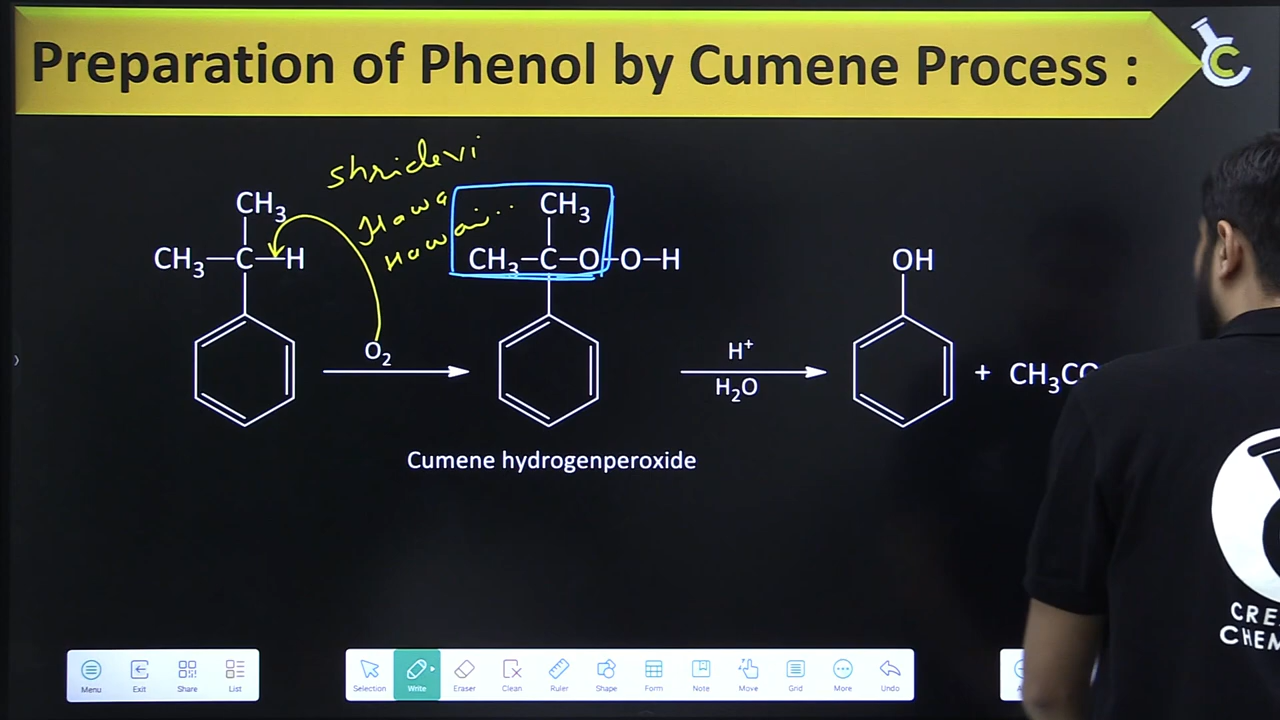 Preparation of Phenol by Cumene Process :
shridevi
Hawa
Hawai...
CH₃
CH₃–C–H
O₂
CH₃
CH₃–C–O–O–H
H⁺
H₂O
OH
+ CH₃CO
Cumene hydrogenperoxide
CRE
CHEM
Menu
Exit
Share
List
Selection
Write
Eraser
Clean
Ruler
Shape
Form
Note
Move
Grid
More
Undo